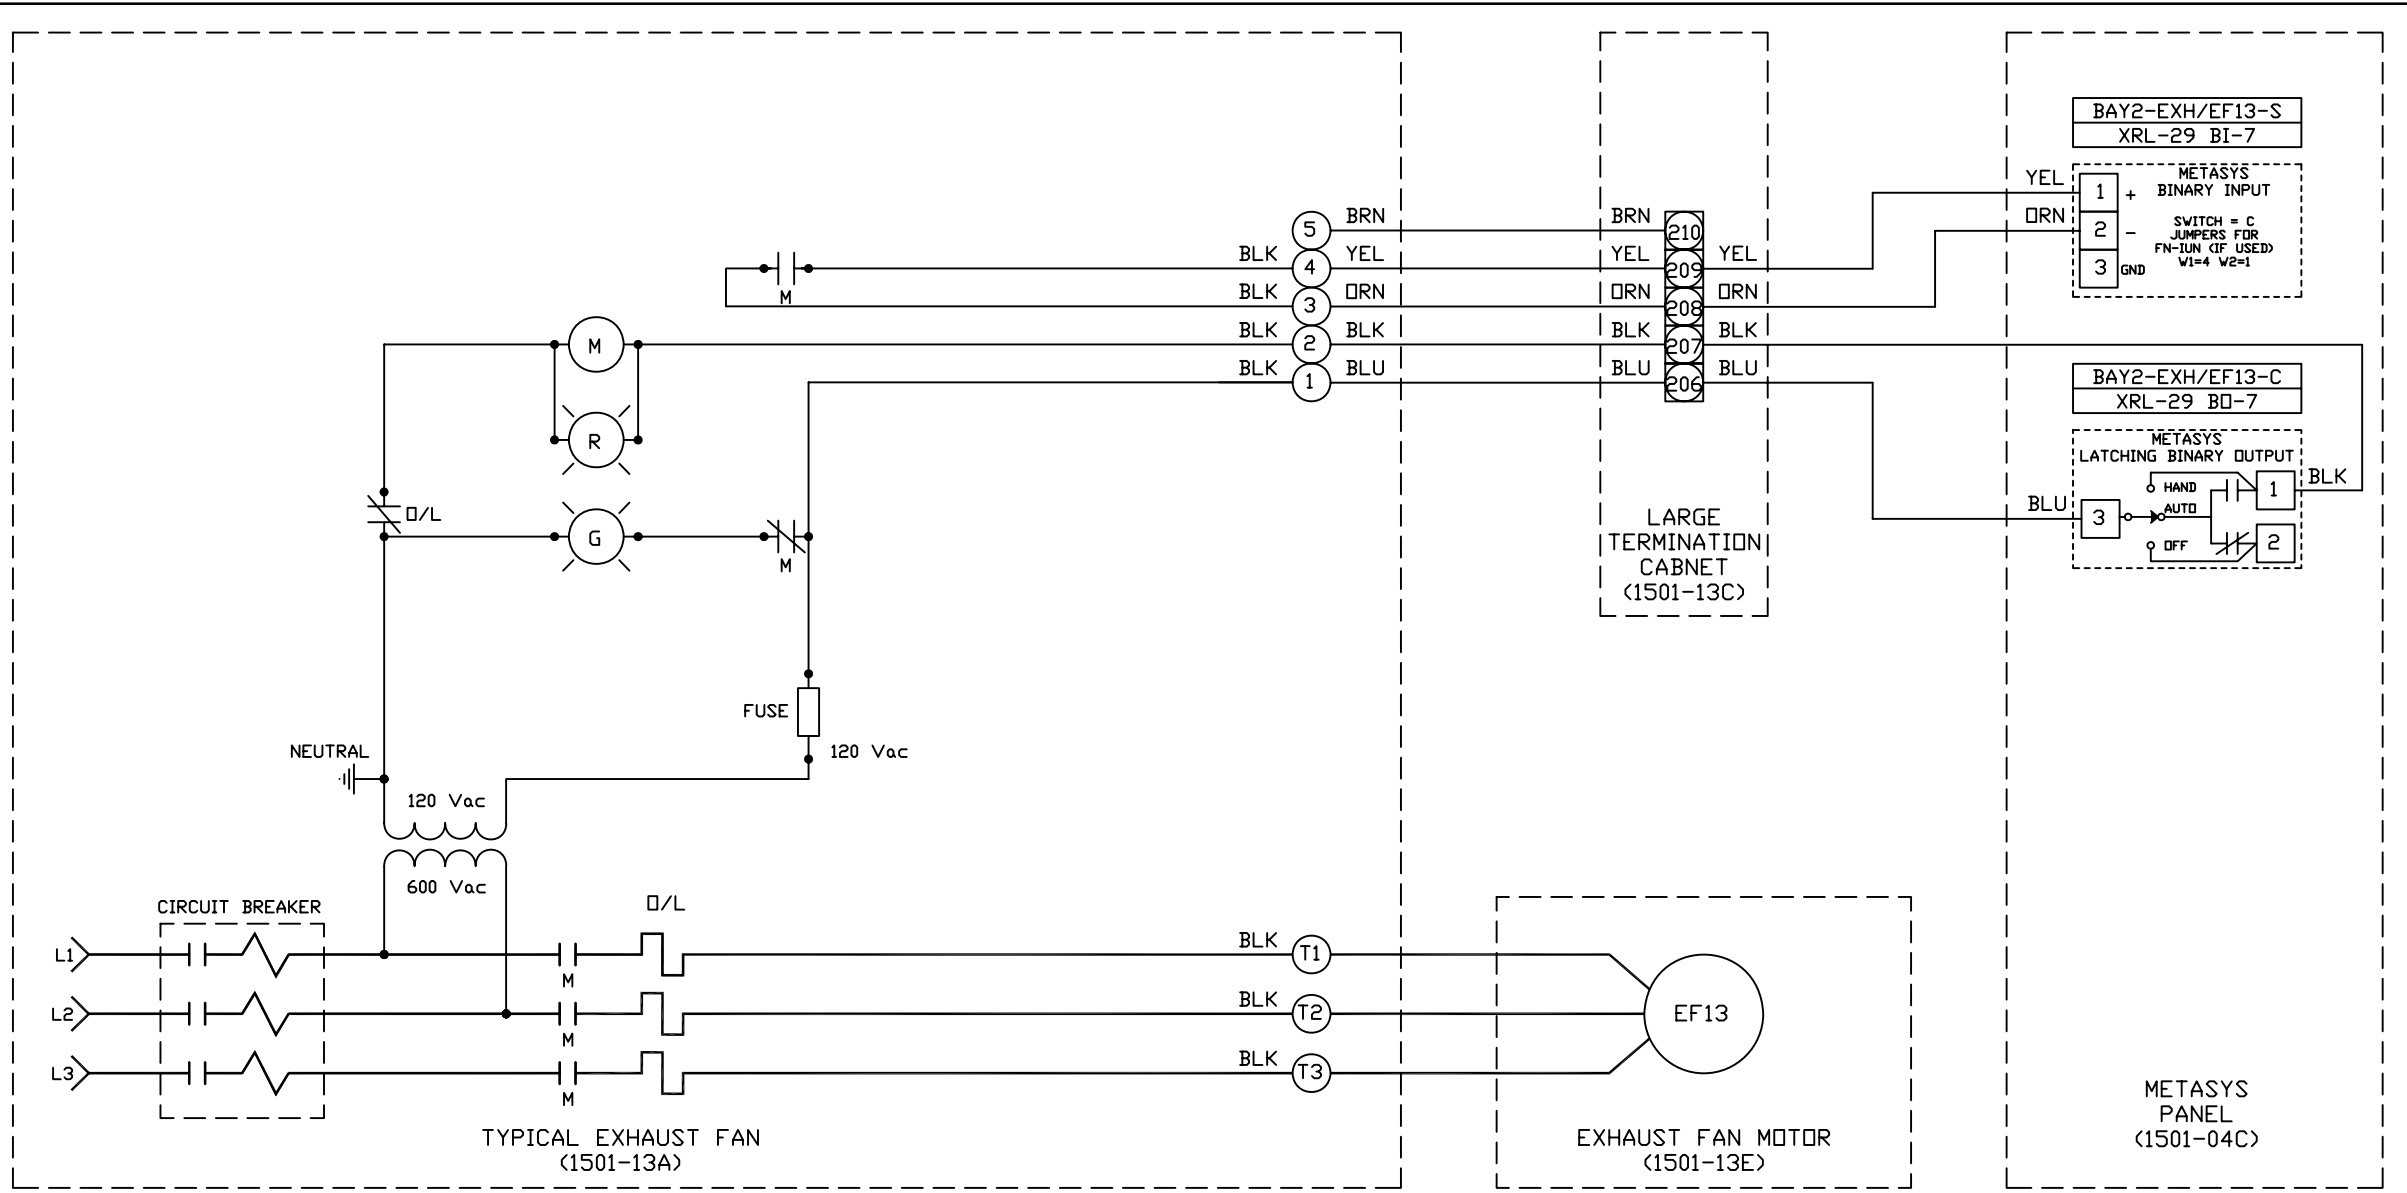 BAY2-EXH/EF13-S
XRL-29 BI-7
YEL
1
+
METASYS
BINARY INPUT
ORN
2
-
SWITCH = C
JUMPERS FOR
FN-IUN (IF USED)
W1=4 W2=1
3
GND
5
BRN
BRN
210
BLK
4
YEL
YEL
209
YEL
M
BLK
3
ORN
ORN
208
ORN
M
BLK
2
BLK
BLK
207
BLK
BLK
1
BLU
BLU
206
BLU
R
O/L
G
M
BAY2-EXH/EF13-C
XRL-29 BO-7
METASYS
LATCHING BINARY OUTPUT
HAND
1
BLK
BLU
3
AUTO
OFF
2
LARGE
TERMINATION
CABNET
(1501-13C)
FUSE
NEUTRAL
120 Vac
120 Vac
600 Vac
CIRCUIT BREAKER
O/L
L1
M
BLK
T1
L2
M
BLK
T2
EF13
L3
M
BLK
T3
TYPICAL EXHAUST FAN
(1501-13A)
EXHAUST FAN MOTOR
(1501-13E)
METASYS
PANEL
(1501-04C)